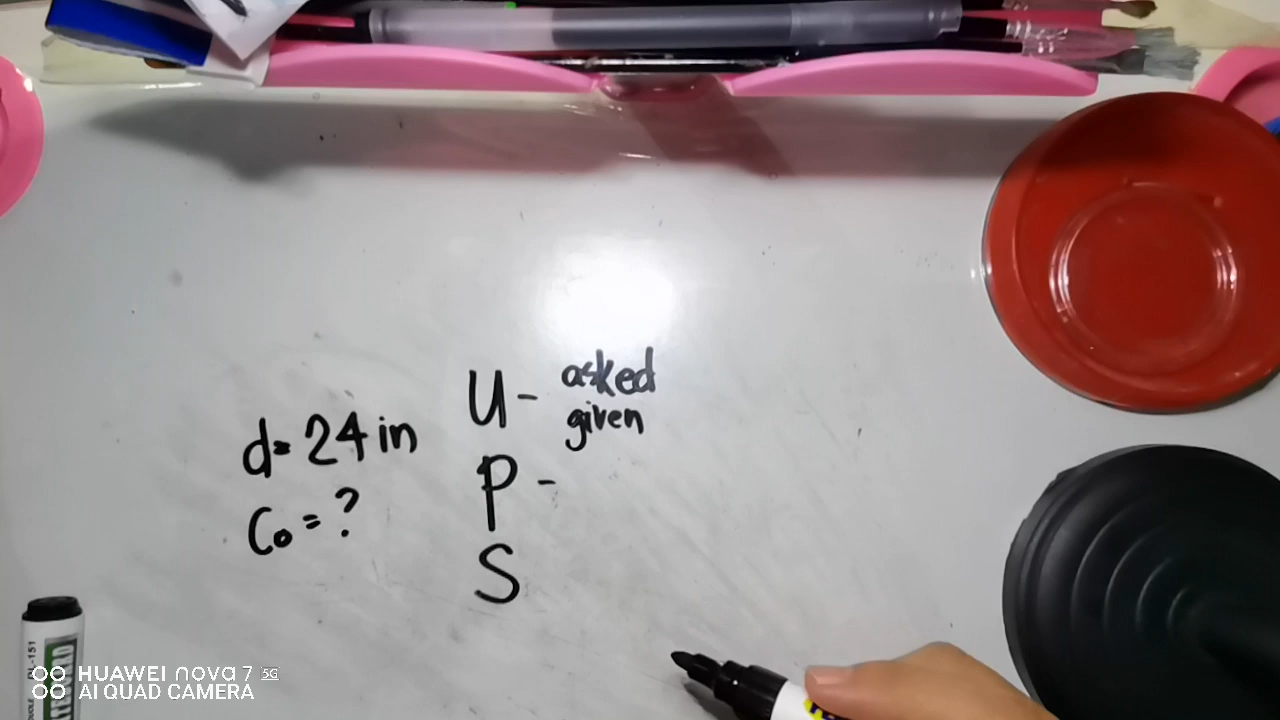 U - asked
given
d = 24 in
P -
Co = ?
S
HUAWEI nova 7 5G
AI QUAD CAMERA